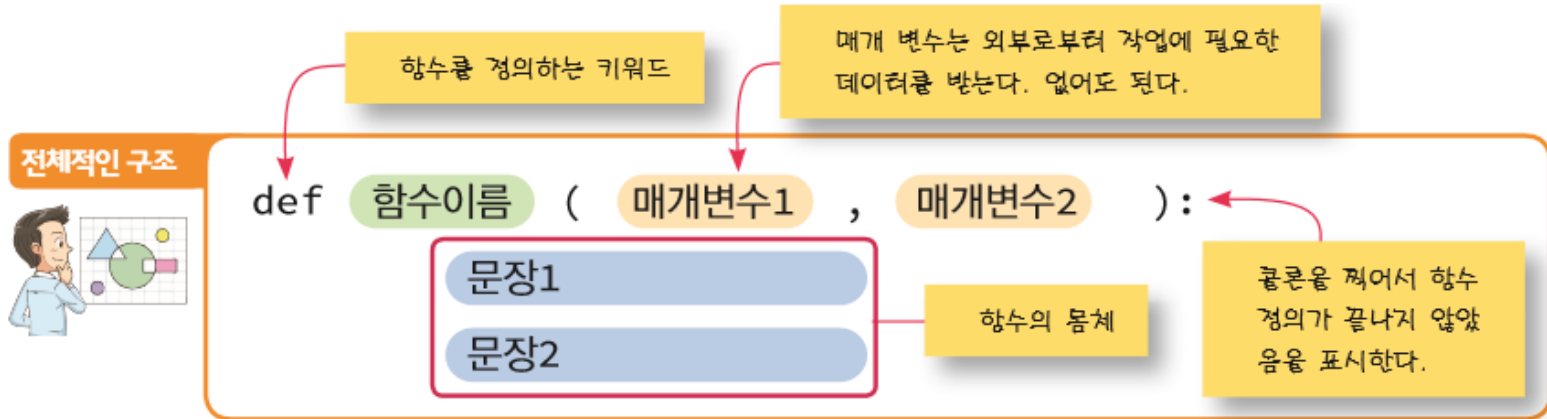 함수를 정의하는 키워드
매개 변수는 외부로부터 작업에 필요한
데이터를 받는다. 없어도 된다.
전체적인 구조
def 함수이름 ( 매개변수1 , 매개변수2 ):
문장1
문장2
함수의 몸체
콜론을 찍어서 함수
정의가 끝나지 않았
음을 표시한다.